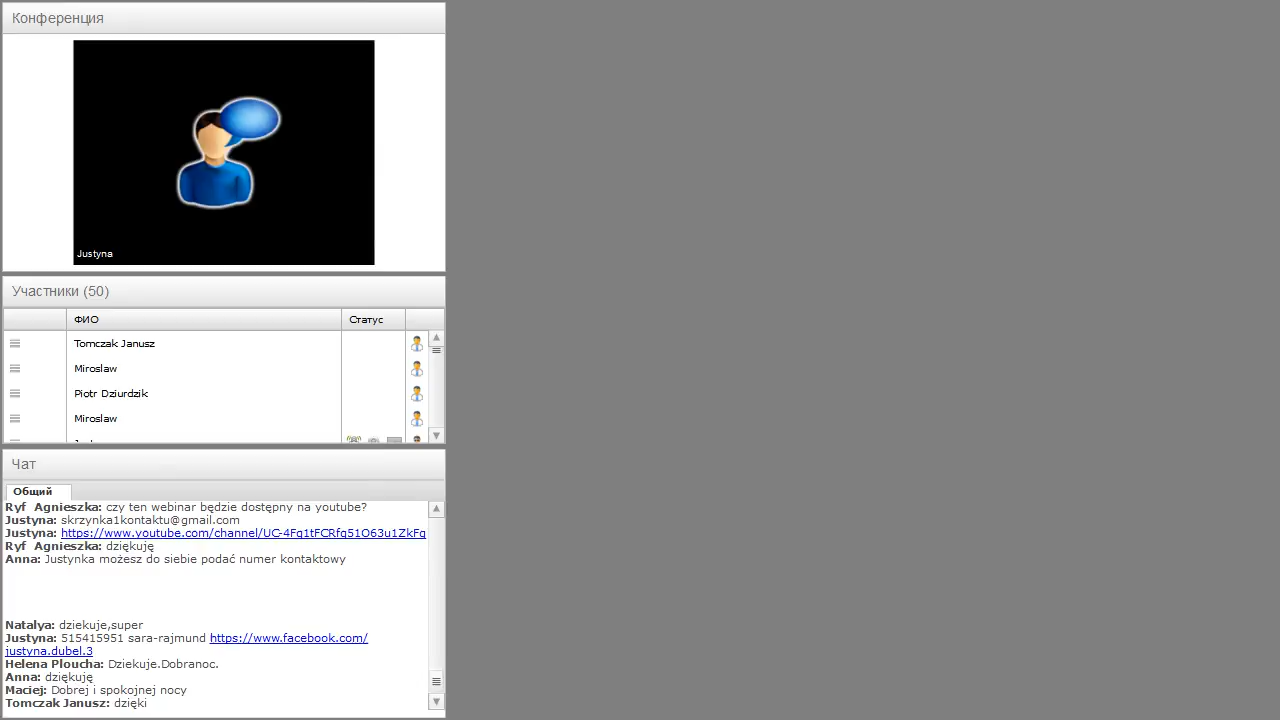 Конференция
Justyna
Участники (50)
ФИО Статус
Tomczak Janusz
Miroslaw
Piotr Dziurdzik
Miroslaw
Чат
Общий
Ryf Agnieszka: czy ten webinar będzie dostępny na youtube?
Justyna: skrzynka1kontaktu@gmail.com
Justyna: https://www.youtube.com/channel/UC-4Fq1tFCRfq51O63u1ZkFg
Ryf Agnieszka: dziękuję
Anna: Justynka możesz do siebie podać numer kontaktowy
Natalya: dziekuje,super
Justyna: 515415951 sara-rajmund https://www.facebook.com/
justyna.dubel.3
Helena Ploucha: Dziekuje.Dobranoc.
Anna: dziękuję
Maciej: Dobrej i spokojnej nocy
Tomczak Janusz: dzięki